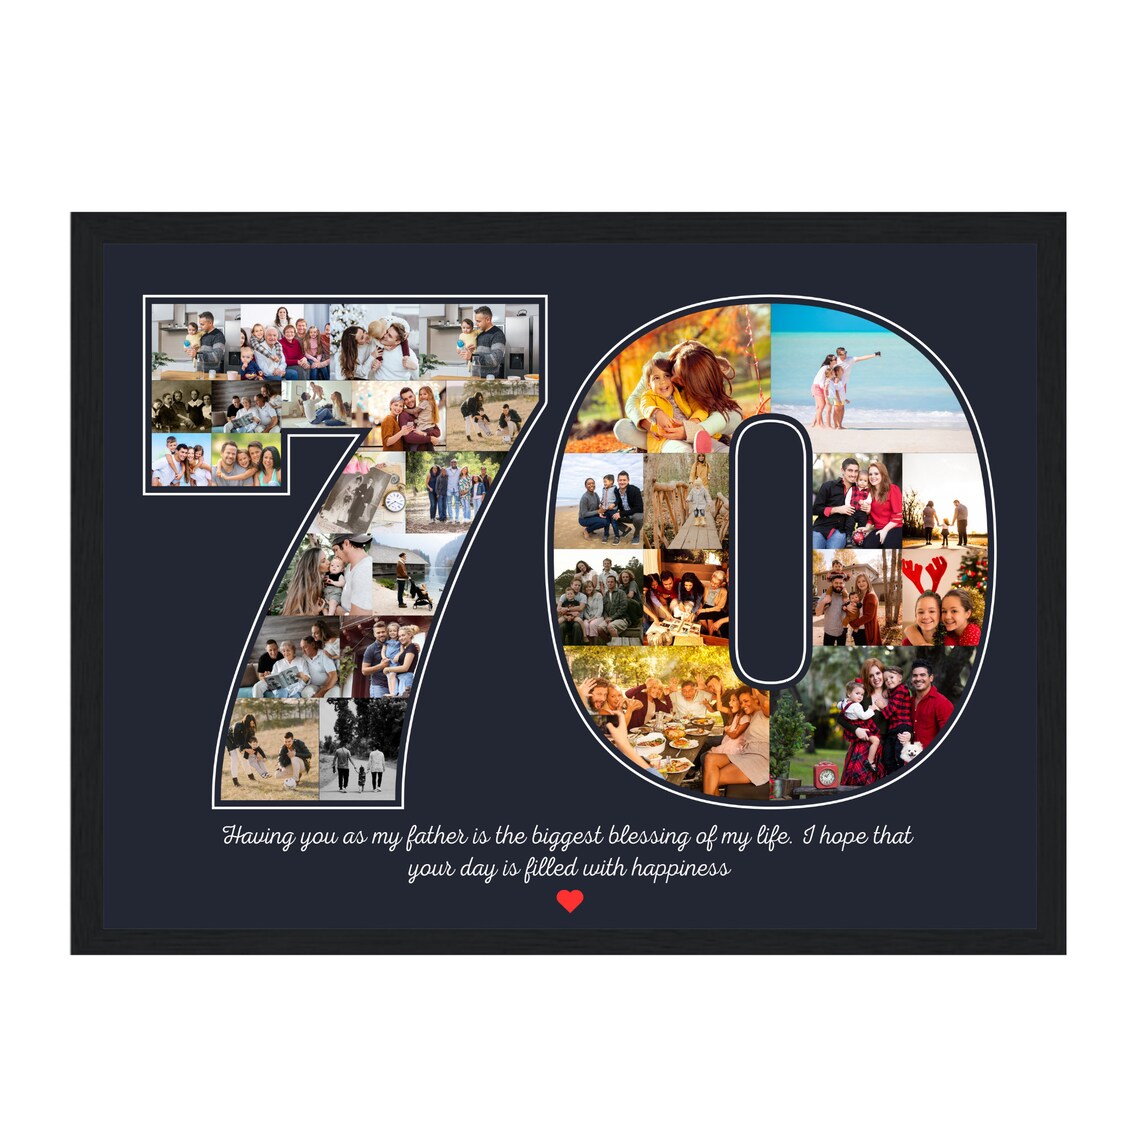 70
Having you as my father is the biggest blessing of my life. I hope that
your day is filled with happiness